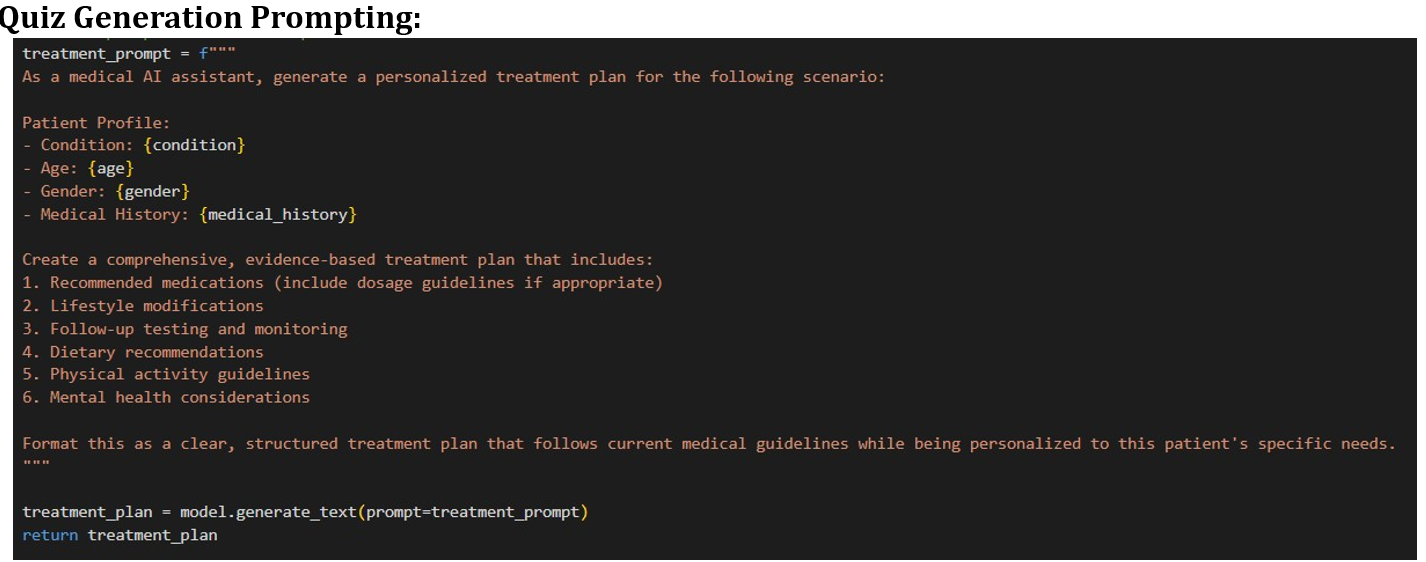 Quiz Generation Prompting:
treatment_prompt = f"""
As a medical AI assistant, generate a personalized treatment plan for the following scenario:
Patient Profile:
- Condition: {condition}
- Age: {age}
- Gender: {gender}
- Medical History: {medical_history}
Create a comprehensive, evidence-based treatment plan that includes:
1. Recommended medications (include dosage guidelines if appropriate)
2. Lifestyle modifications
3. Follow-up testing and monitoring
4. Dietary recommendations
5. Physical activity guidelines
6. Mental health considerations
Format this as a clear, structured treatment plan that follows current medical guidelines while being personalized to this patient's specific needs.
"""
treatment_plan = model.generate_text(prompt=treatment_prompt)
return treatment_plan